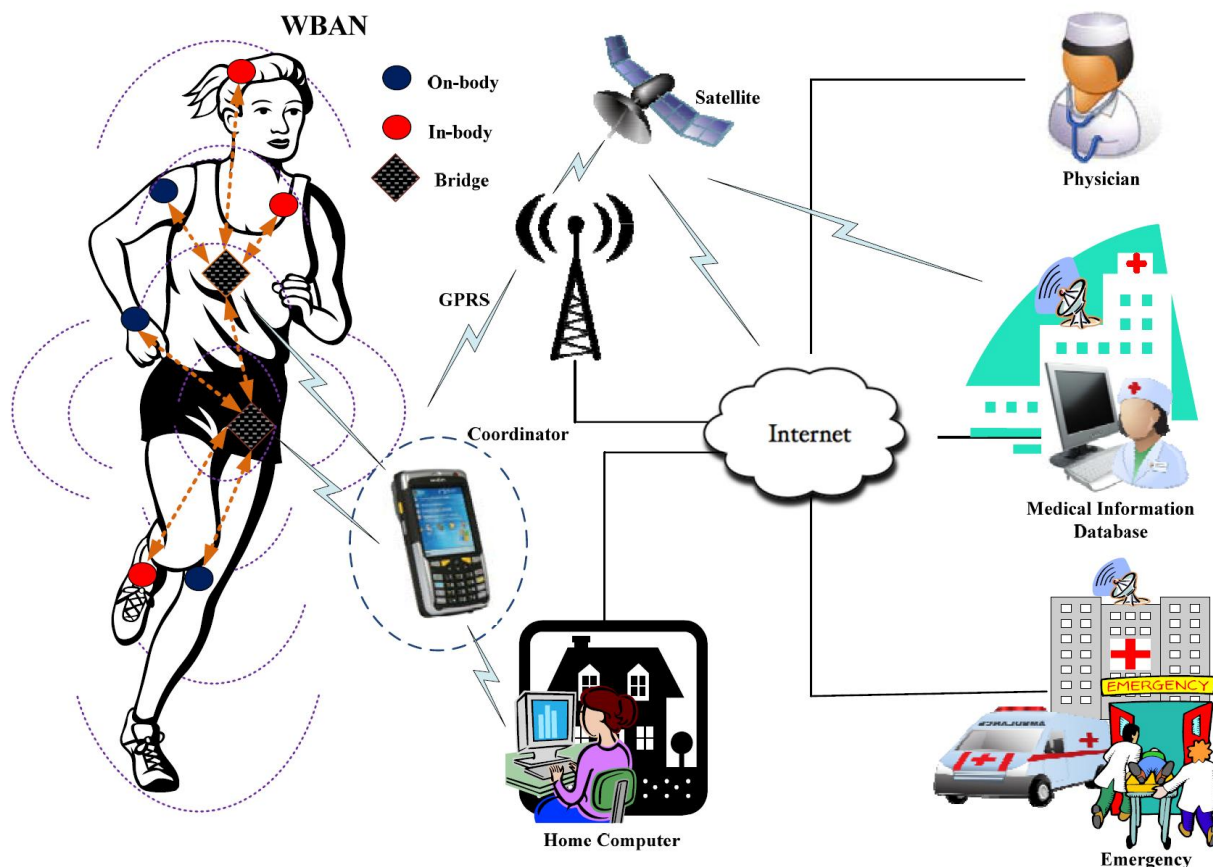 WBAN
On-body
In-body
Bridge
Satellite
GPRS
Coordinator
Internet
Physician
Medical Information
Database
EMERGENCY
Home Computer
Emergency